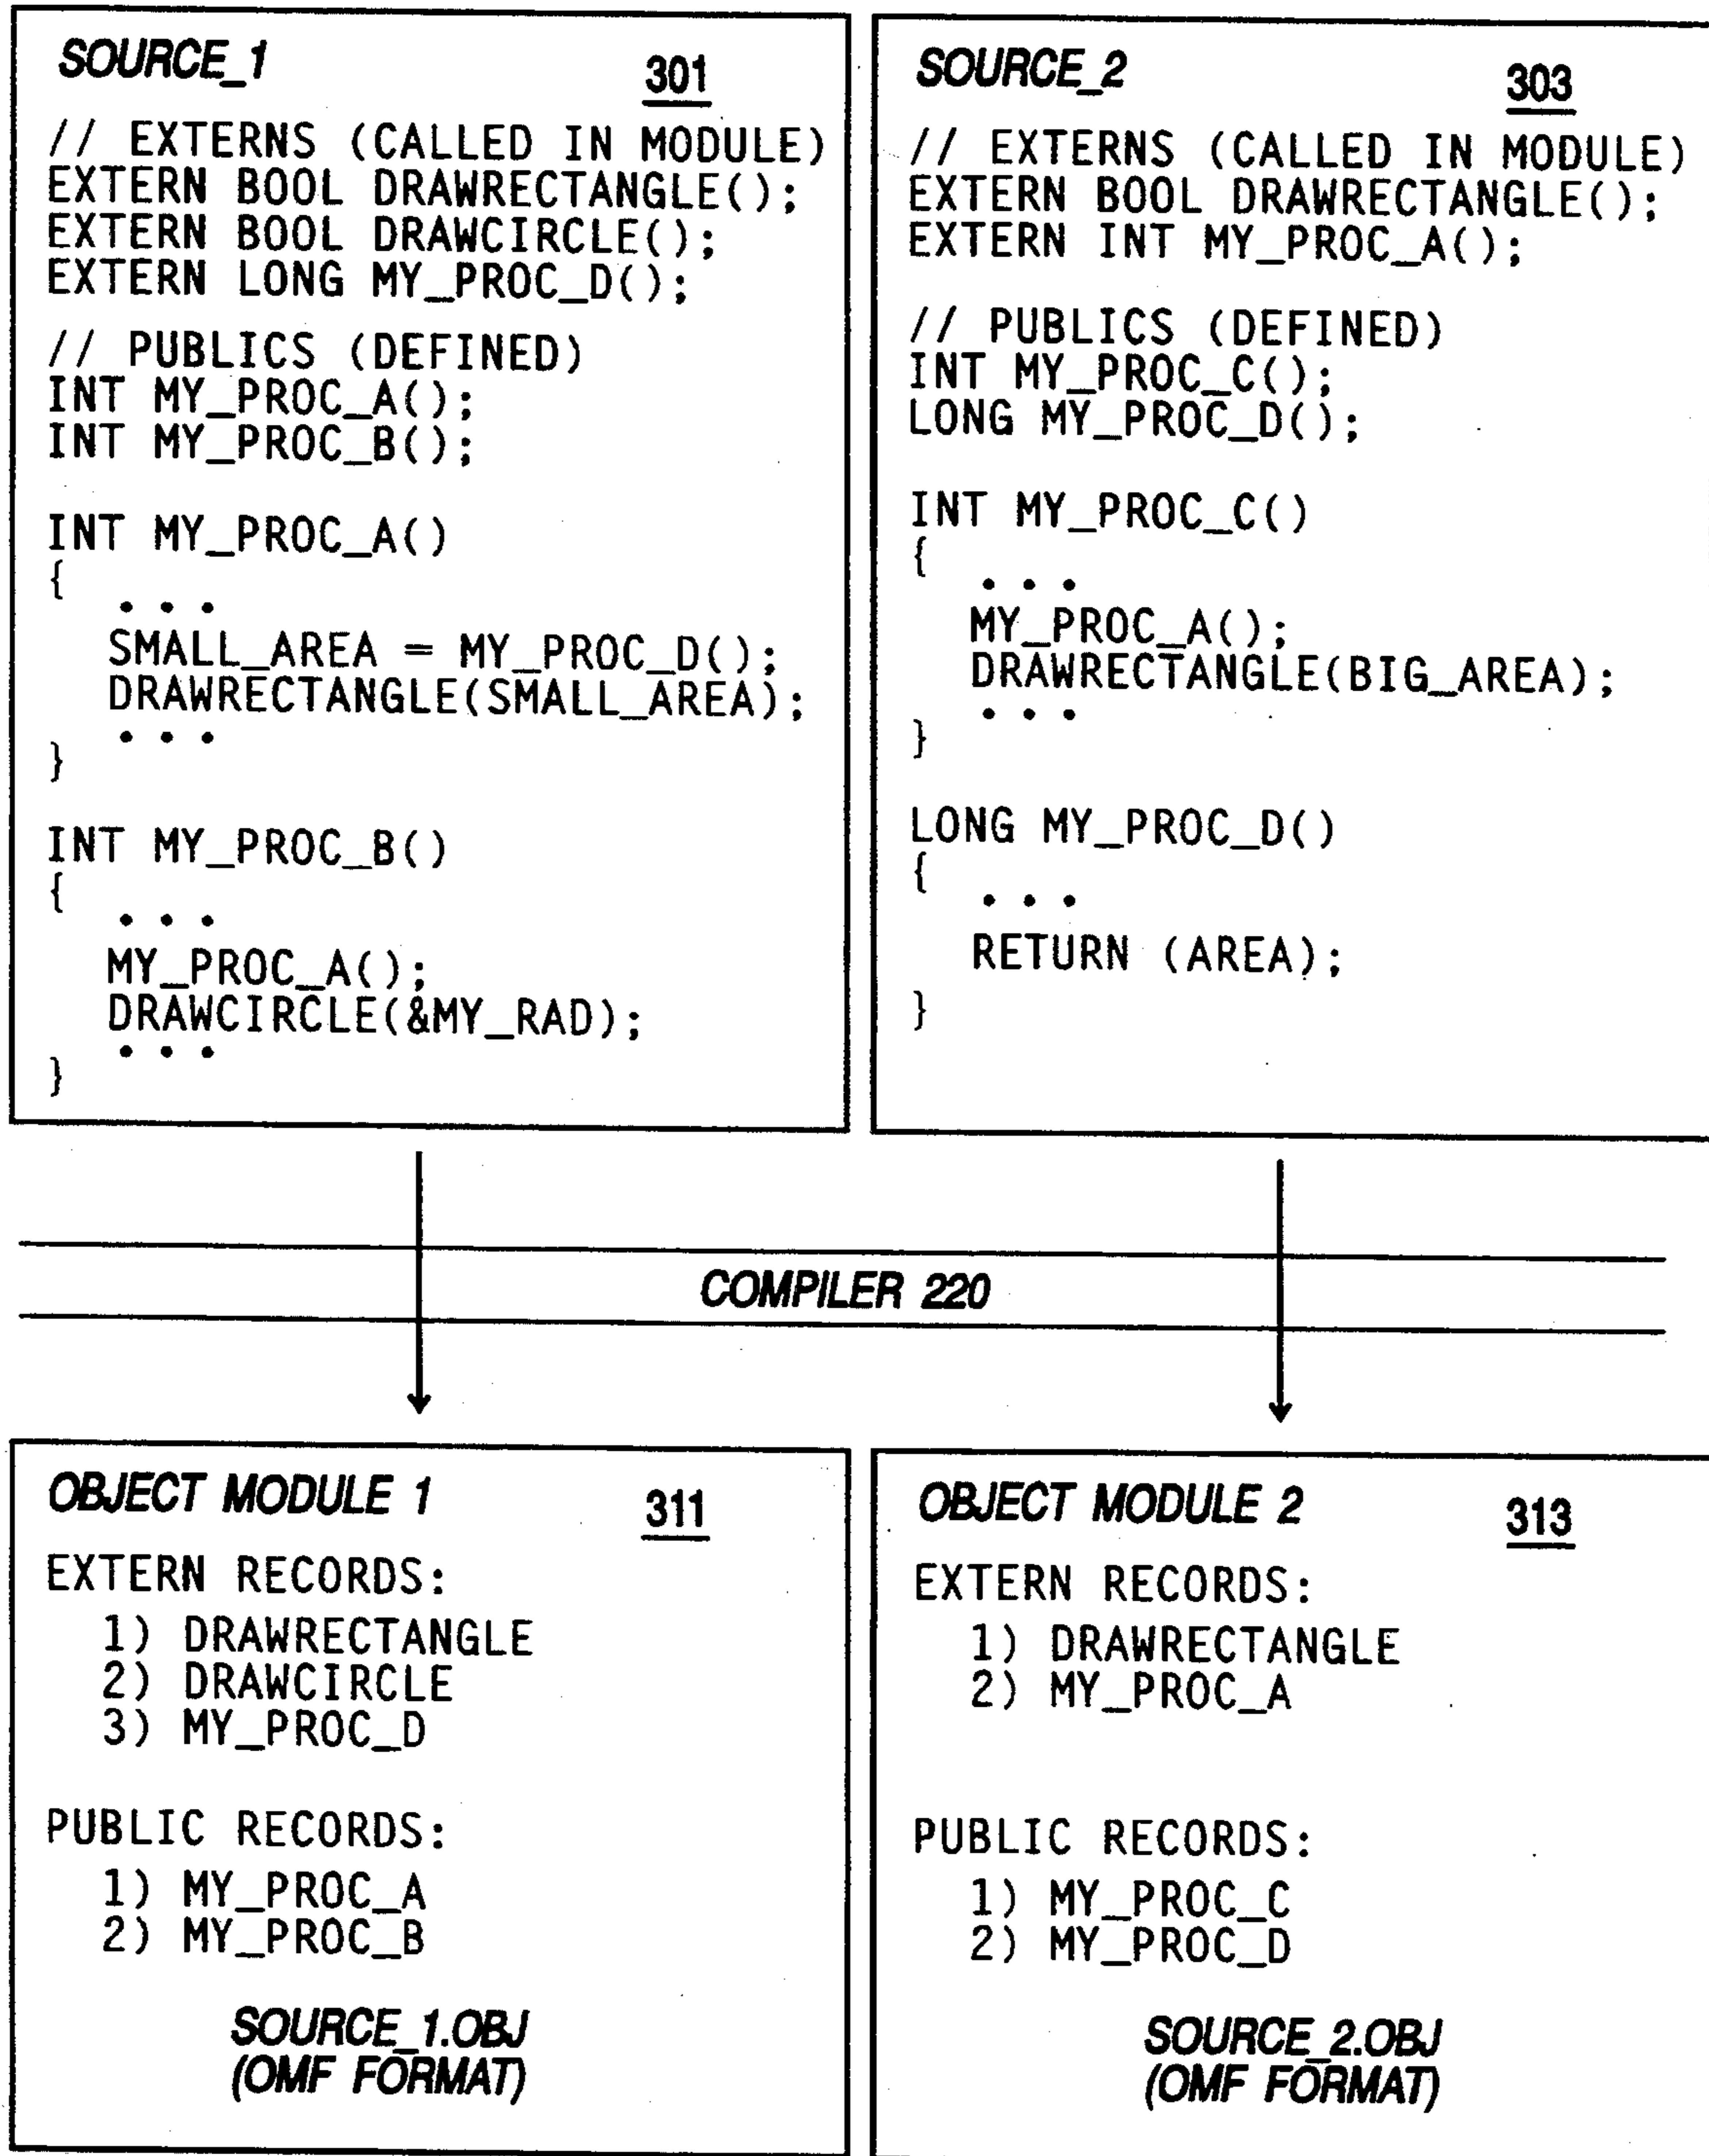 SOURCE_1 301
// EXTERNS (CALLED IN MODULE)
EXTERN BOOL DRAWRECTANGLE();
EXTERN BOOL DRAWCIRCLE();
EXTERN LONG MY_PROC_D();
// PUBLICS (DEFINED)
INT MY_PROC_A();
INT MY_PROC_B();
INT MY_PROC_A()
{
• • •
SMALL_AREA = MY_PROC_D();
DRAWRECTANGLE(SMALL_AREA);
• • •
}
INT MY_PROC_B()
{
• • •
MY_PROC_A();
DRAWCIRCLE(&MY_RAD);
• • •
}
SOURCE_2 303
// EXTERNS (CALLED IN MODULE)
EXTERN BOOL DRAWRECTANGLE();
EXTERN INT MY_PROC_A();
// PUBLICS (DEFINED)
INT MY_PROC_C();
LONG MY_PROC_D();
INT MY_PROC_C()
{
• • •
MY_PROC_A();
DRAWRECTANGLE(BIG_AREA);
• • •
}
LONG MY_PROC_D()
{
• • •
RETURN (AREA);
}
COMPILER 220
OBJECT MODULE 1 311
EXTERN RECORDS:
1) DRAWRECTANGLE
2) DRAWCIRCLE
3) MY_PROC_D
PUBLIC RECORDS:
1) MY_PROC_A
2) MY_PROC_B
SOURCE_1.OBJ
(OMF FORMAT)
OBJECT MODULE 2 313
EXTERN RECORDS:
1) DRAWRECTANGLE
2) MY_PROC_A
PUBLIC RECORDS:
1) MY_PROC_C
2) MY_PROC_D
SOURCE_2.OBJ
(OMF FORMAT)